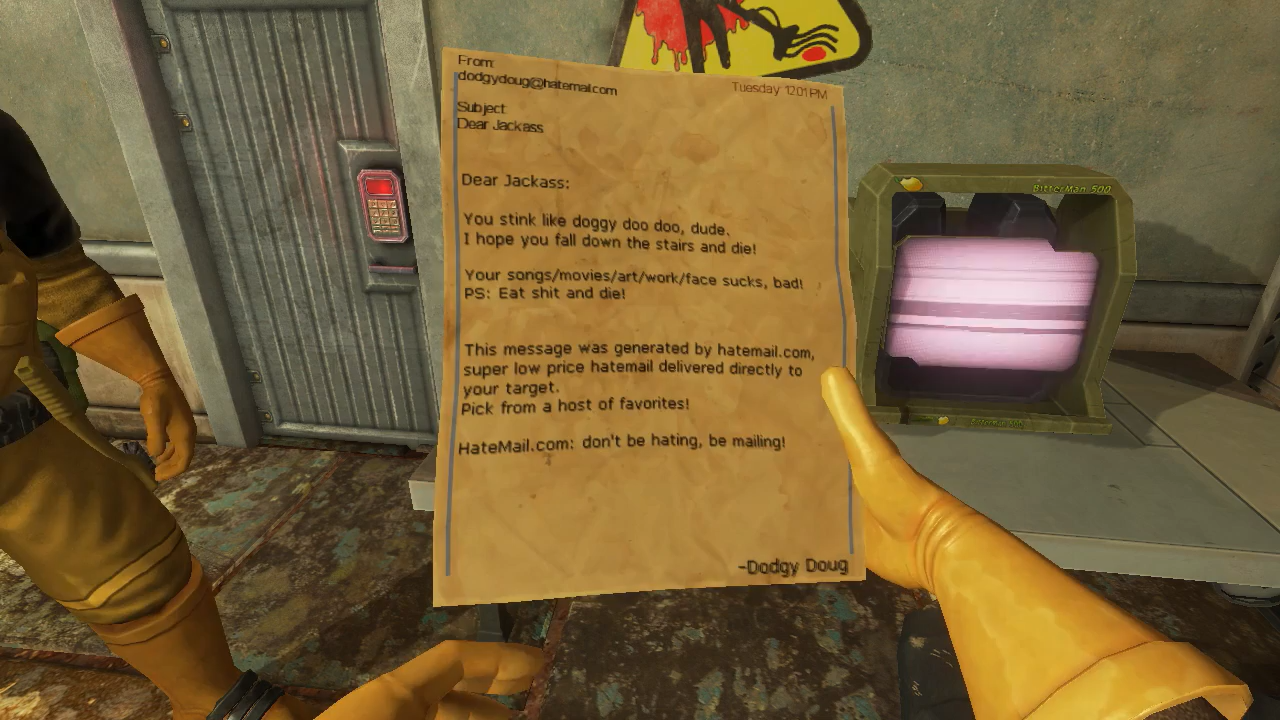 From:
dodgydoug@hatemail.com
Tuesday 12:01 PM
Subject:
Dear Jackass
Dear Jackass:
You stink like doggy doo doo, dude.
I hope you fall down the stairs and die!
Your songs/movies/art/work/face sucks, bad!
PS: Eat shit and die!
This message was generated by hatemail.com,
super low price hatemail delivered directly to
your target.
Pick from a host of favorites!
HateMail.com: don't be hating, be mailing!
-Dodgy Doug
BitterMan 500